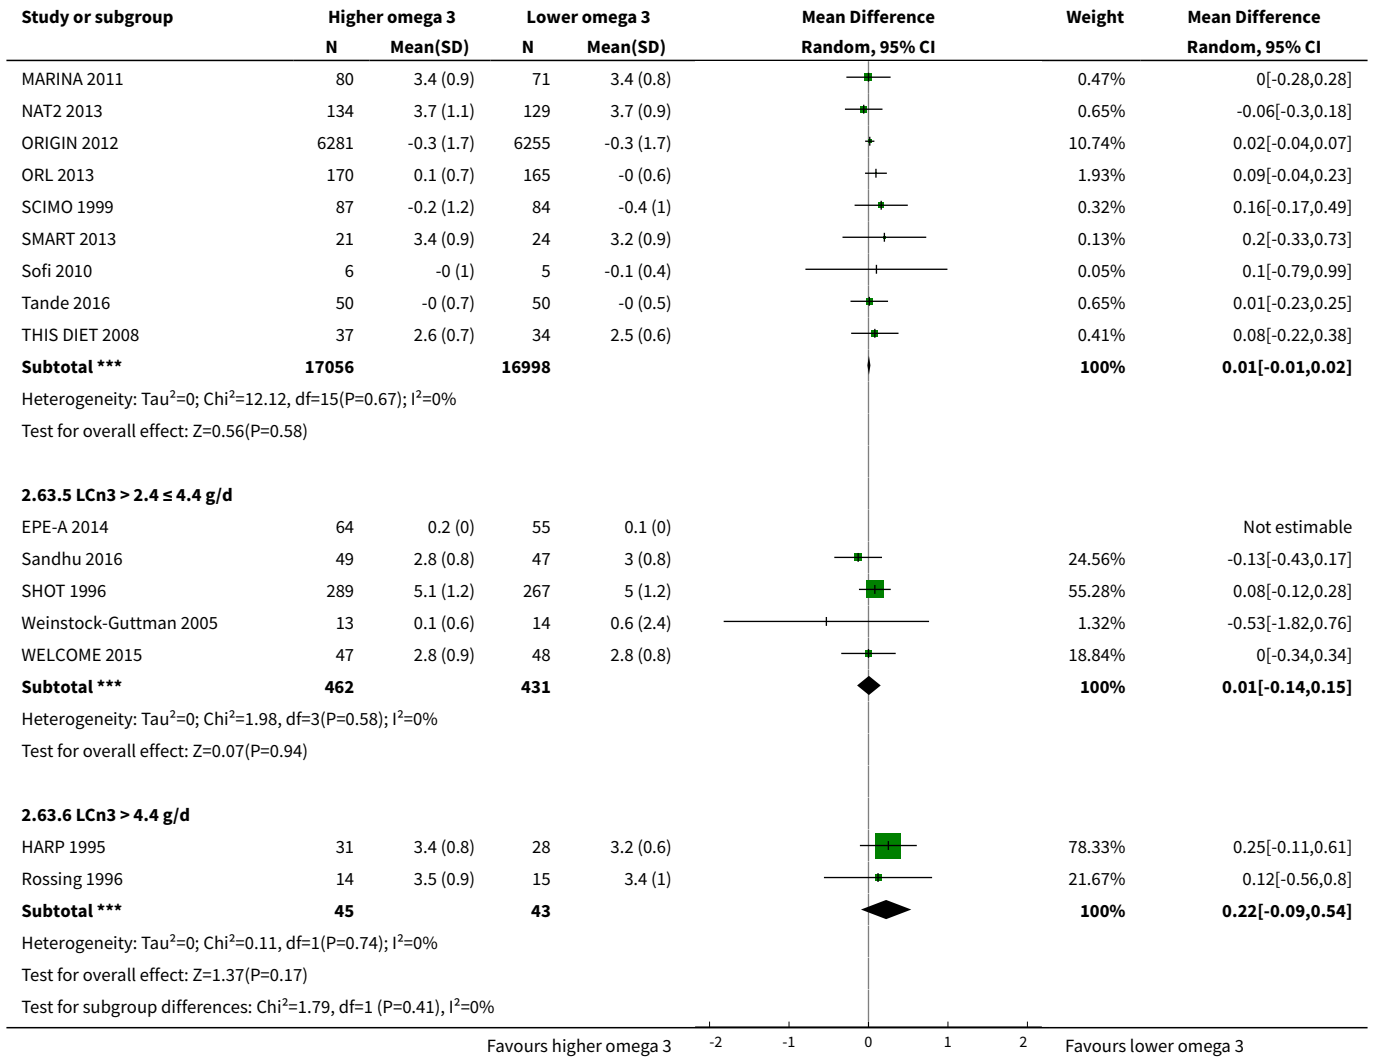 Study or subgroup Higher omega 3 Lower omega 3 Mean Difference Weight Mean Difference
N Mean(SD) N Mean(SD) Random, 95% CI Random, 95% CI
MARINA 2011 80 3.4 (0.9) 71 3.4 (0.8) 0.47% 0[-0.28,0.28]
NAT2 2013 134 3.7 (1.1) 129 3.7 (0.9) 0.65% -0.06[-0.3,0.18]
ORIGIN 2012 6281 -0.3 (1.7) 6255 -0.3 (1.7) 10.74% 0.02[-0.04,0.07]
ORL 2013 170 0.1 (0.7) 165 -0 (0.6) 1.93% 0.09[-0.04,0.23]
SCIMO 1999 87 -0.2 (1.2) 84 -0.4 (1) 0.32% 0.16[-0.17,0.49]
SMART 2013 21 3.4 (0.9) 24 3.2 (0.9) 0.13% 0.2[-0.33,0.73]
Sofi 2010 6 -0 (1) 5 -0.1 (0.4) 0.05% 0.1[-0.79,0.99]
Tande 2016 50 -0 (0.7) 50 -0 (0.5) 0.65% 0.01[-0.23,0.25]
THIS DIET 2008 37 2.6 (0.7) 34 2.5 (0.6) 0.41% 0.08[-0.22,0.38]
Subtotal *** 17056 16998 100% 0.01[-0.01,0.02]
Heterogeneity: Tau²=0; Chi²=12.12, df=15(P=0.67); I²=0%
Test for overall effect: Z=0.56(P=0.58)
2.63.5 LCn3 > 2.4 ≤ 4.4 g/d
EPE-A 2014 64 0.2 (0) 55 0.1 (0) Not estimable
Sandhu 2016 49 2.8 (0.8) 47 3 (0.8) 24.56% -0.13[-0.43,0.17]
SHOT 1996 289 5.1 (1.2) 267 5 (1.2) 55.28% 0.08[-0.12,0.28]
Weinstock-Guttman 2005 13 0.1 (0.6) 14 0.6 (2.4) 1.32% -0.53[-1.82,0.76]
WELCOME 2015 47 2.8 (0.9) 48 2.8 (0.8) 18.84% 0[-0.34,0.34]
Subtotal *** 462 431 100% 0.01[-0.14,0.15]
Heterogeneity: Tau²=0; Chi²=1.98, df=3(P=0.58); I²=0%
Test for overall effect: Z=0.07(P=0.94)
2.63.6 LCn3 > 4.4 g/d
HARP 1995 31 3.4 (0.8) 28 3.2 (0.6) 78.33% 0.25[-0.11,0.61]
Rossing 1996 14 3.5 (0.9) 15 3.4 (1) 21.67% 0.12[-0.56,0.8]
Subtotal *** 45 43 100% 0.22[-0.09,0.54]
Heterogeneity: Tau²=0; Chi²=0.11, df=1(P=0.74); I²=0%
Test for overall effect: Z=1.37(P=0.17)
Test for subgroup differences: Chi²=1.79, df=1 (P=0.41), I²=0%
Favours higher omega 3 -2 -1 0 1 2 Favours lower omega 3